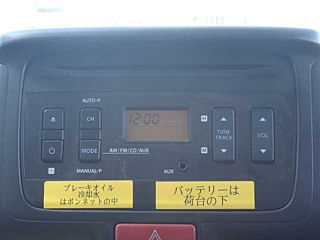 AUTO-P
CH
12:00
MODE
AM/FM/CD/AUX
TUNE
TRACK
VOL
MANUAL-P
AUX
ブレーキオイル
冷却水
はボンネットの中
バッテリーは
荷台の下